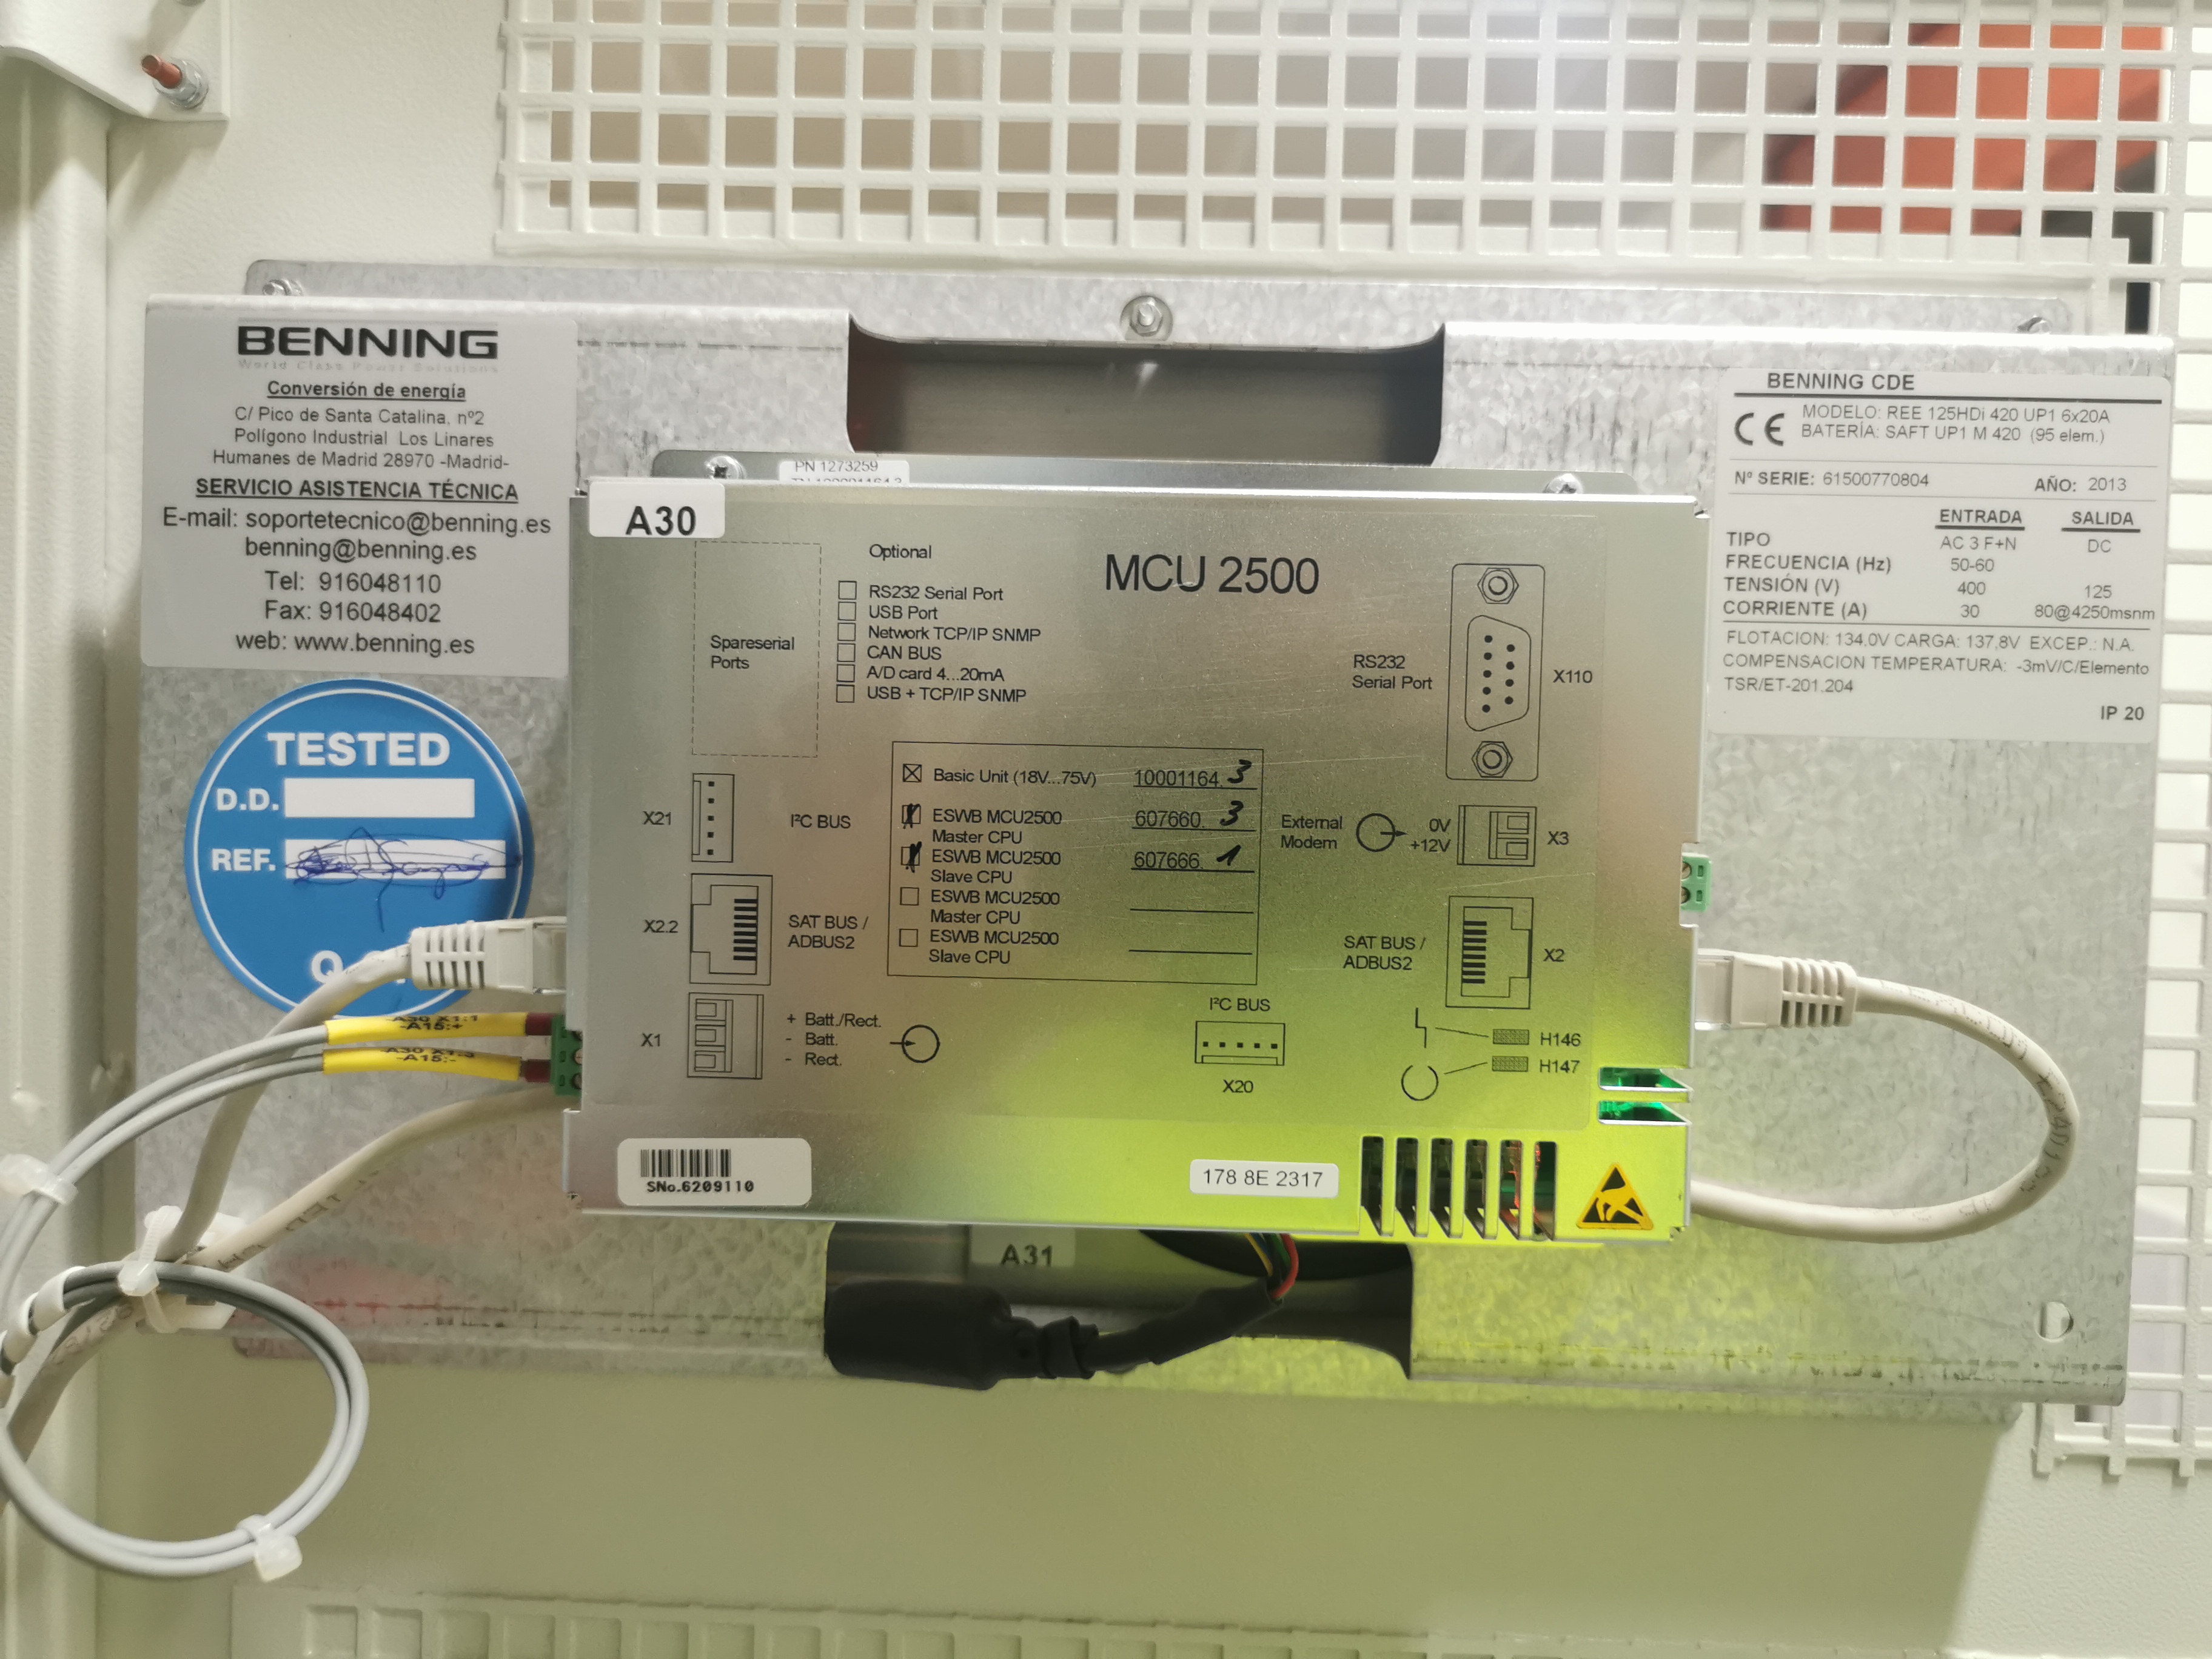 BENNING
World Class Power Solutions
Conversión de energía
C/ Pico de Santa Catalina, nº2
Polígono Industrial Los Linares
Humanes de Madrid 28970 -Madrid-
SERVICIO ASISTENCIA TÉCNICA
E-mail: soportetecnico@benning.es
benning@benning.es
Tel: 916048110
Fax: 916048402
web: www.benning.es
TESTED
D.D.
REF.
Q.
PN 1273259
A30
MCU 2500
Optional
RS232 Serial Port
USB Port
Network TCP/IP SNMP
CAN BUS
A/D card 4...20mA
USB + TCP/IP SNMP
Spareserial
Ports
RS232
Serial Port
X110
X21
I²C BUS
Basic Unit (18V...75V) 10001164.3
ESWB MCU2500 607660.3
Master CPU
ESWB MCU2500 607666.1
Slave CPU
ESWB MCU2500
Master CPU
ESWB MCU2500
Slave CPU
External
Modem
0V
+12V
X3
X2.2
SAT BUS /
ADBUS2
SAT BUS /
ADBUS2
X2
X1
+ Batt./Rect.
- Batt.
- Rect.
I²C BUS
X20
H146
H147
-A15:+
-A15:-
SNo.6209110
178 8E 2317
A31
BENNING CDE
CE
MODELO: REE 125HDi 420 UP1 6x20A
BATERÍA: SAFT UP1 M 420 (95 elem.)
Nº SERIE: 61500770804 AÑO: 2013
ENTRADA SALIDA
TIPO AC 3 F+N DC
FRECUENCIA (Hz) 50-60
TENSIÓN (V) 400 125
CORRIENTE (A) 30 80@4250msnm
FLOTACION: 134.0V CARGA: 137,8V EXCEP.: N.A.
COMPENSACION TEMPERATURA: -3mV/C/Elemento
TSR/ET-201.204
IP 20